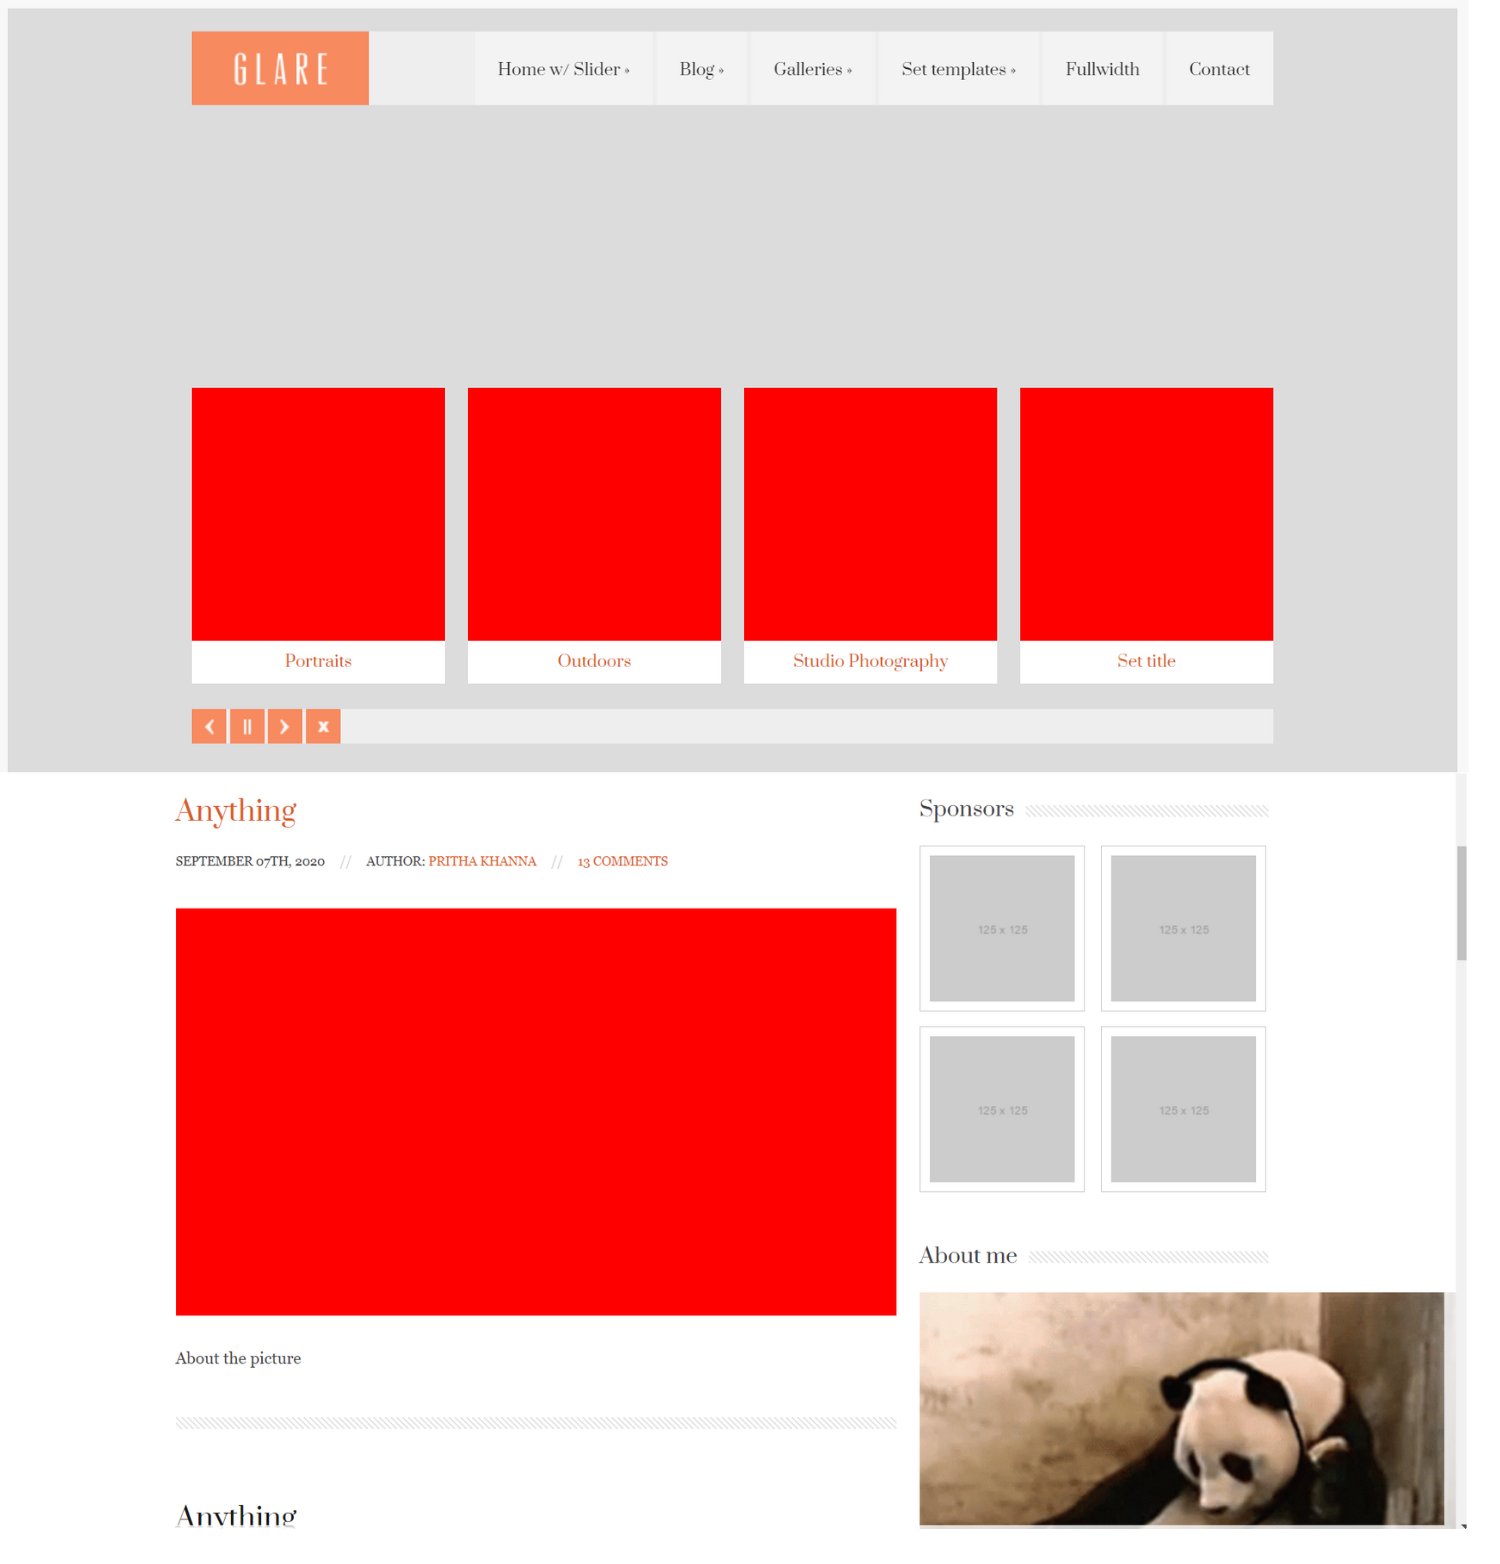 GLARE
Home w/ Slider »
Blog »
Galleries »
Set templates »
Fullwidth
Contact
Portraits
Outdoors
Studio Photography
Set title
Anything
SEPTEMBER 07TH, 2020 // AUTHOR: PRITHA KHANNA // 13 COMMENTS
About the picture
Anything
Sponsors
125 x 125
125 x 125
125 x 125
125 x 125
About me